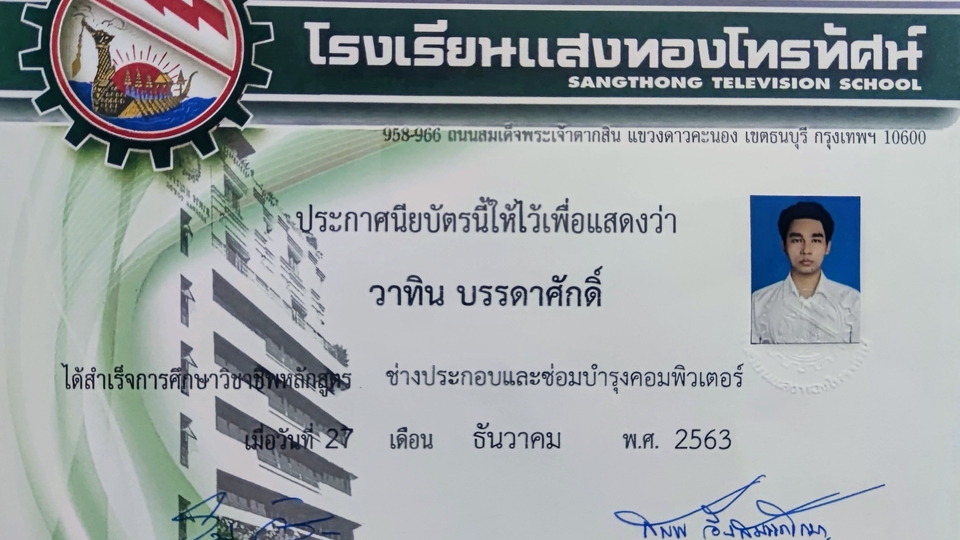 โรงเรียนแสงทองโทรทัศน์
SANGTHONG TELEVISION SCHOOL
958-966 ถนนสมเด็จพระเจ้าตากสิน แขวงดาวคะนอง เขตธนบุรี กรุงเทพฯ 10600
ประกาศนียบัตรนี้ให้ไว้เพื่อแสดงว่า
วาทิน บรรดาศักดิ์
ได้สำเร็จการศึกษาวิชาชีพหลักสูตร ช่างประกอบและซ่อมบำรุงคอมพิวเตอร์
เมื่อวันที่ 27 เดือน ธันวาคม พ.ศ. 2563